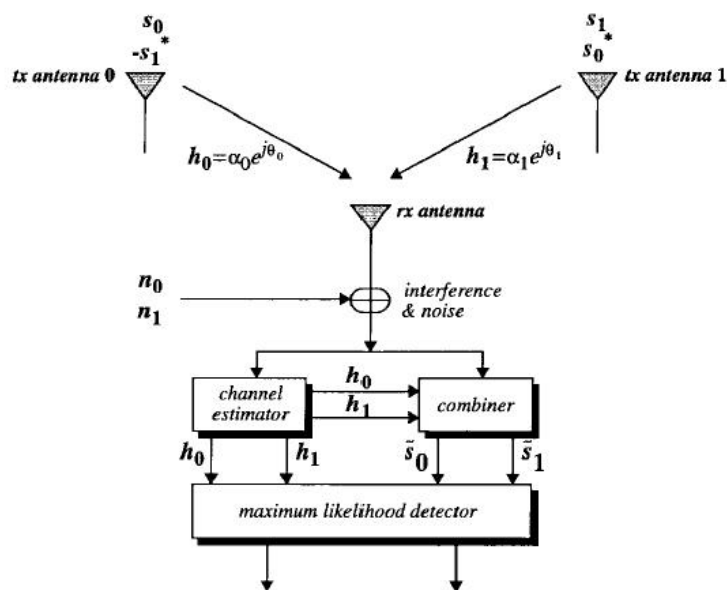 s₀ s₁
-s₁* s₀*
tx antenna 0 tx antenna 1
h₀=α₀e^{jθ₀} h₁=α₁e^{jθ₁}
rx antenna
n₀ interference
n₁ & noise
h₀
channel combiner
estimator h₁
h₀ h₁ s̃₀ s̃₁
maximum likelihood detector